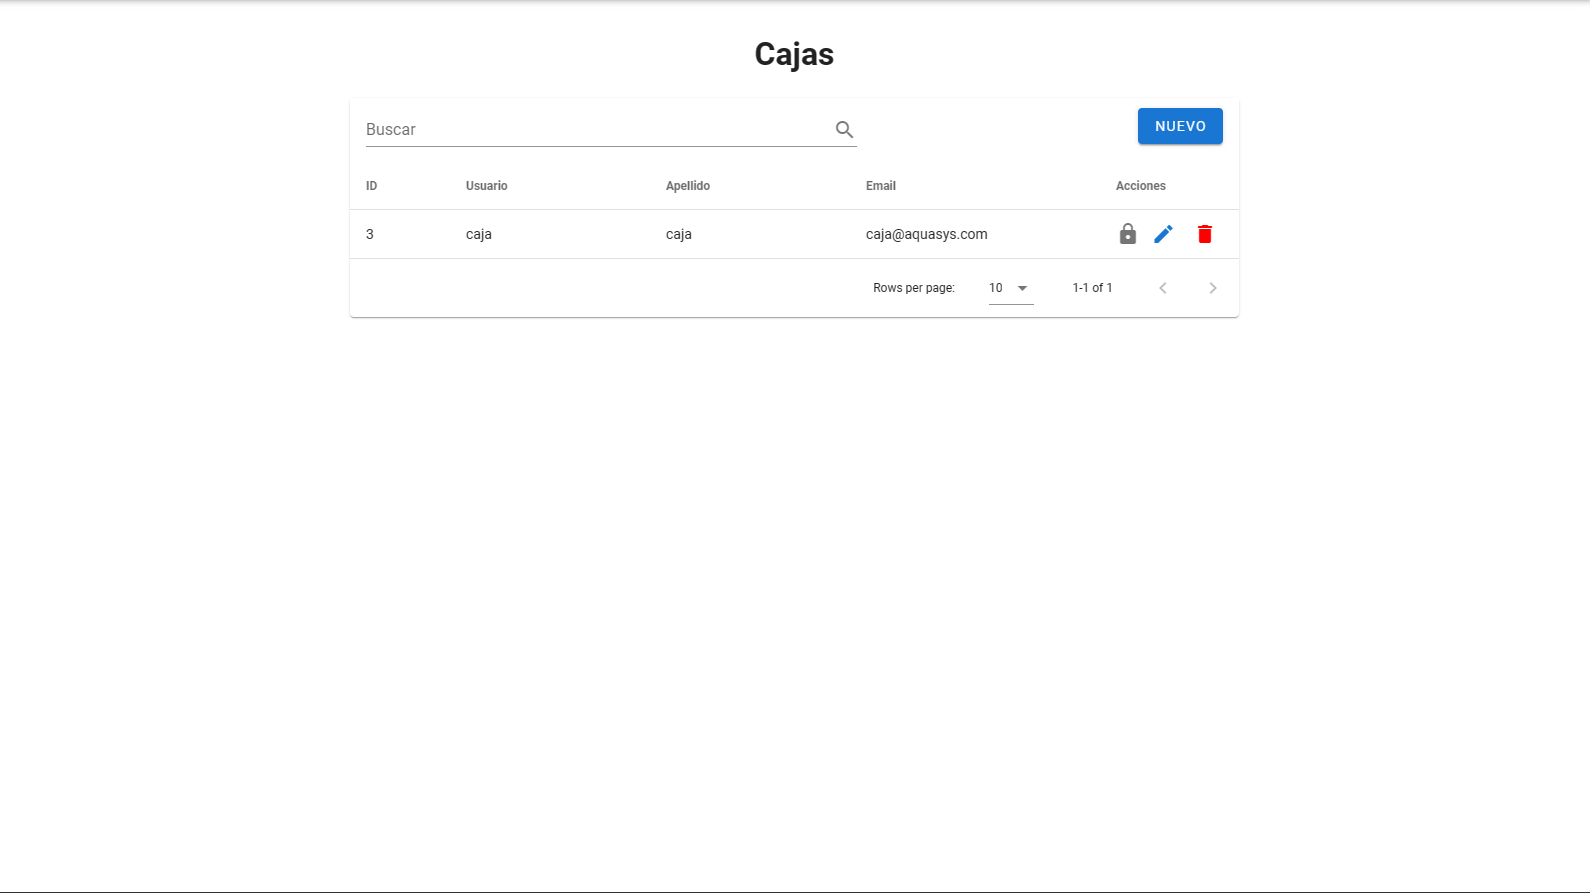 Cajas
Buscar
NUEVO
ID Usuario Apellido Email Acciones
3 caja caja caja@aquasys.com
Rows per page: 10 1-1 of 1